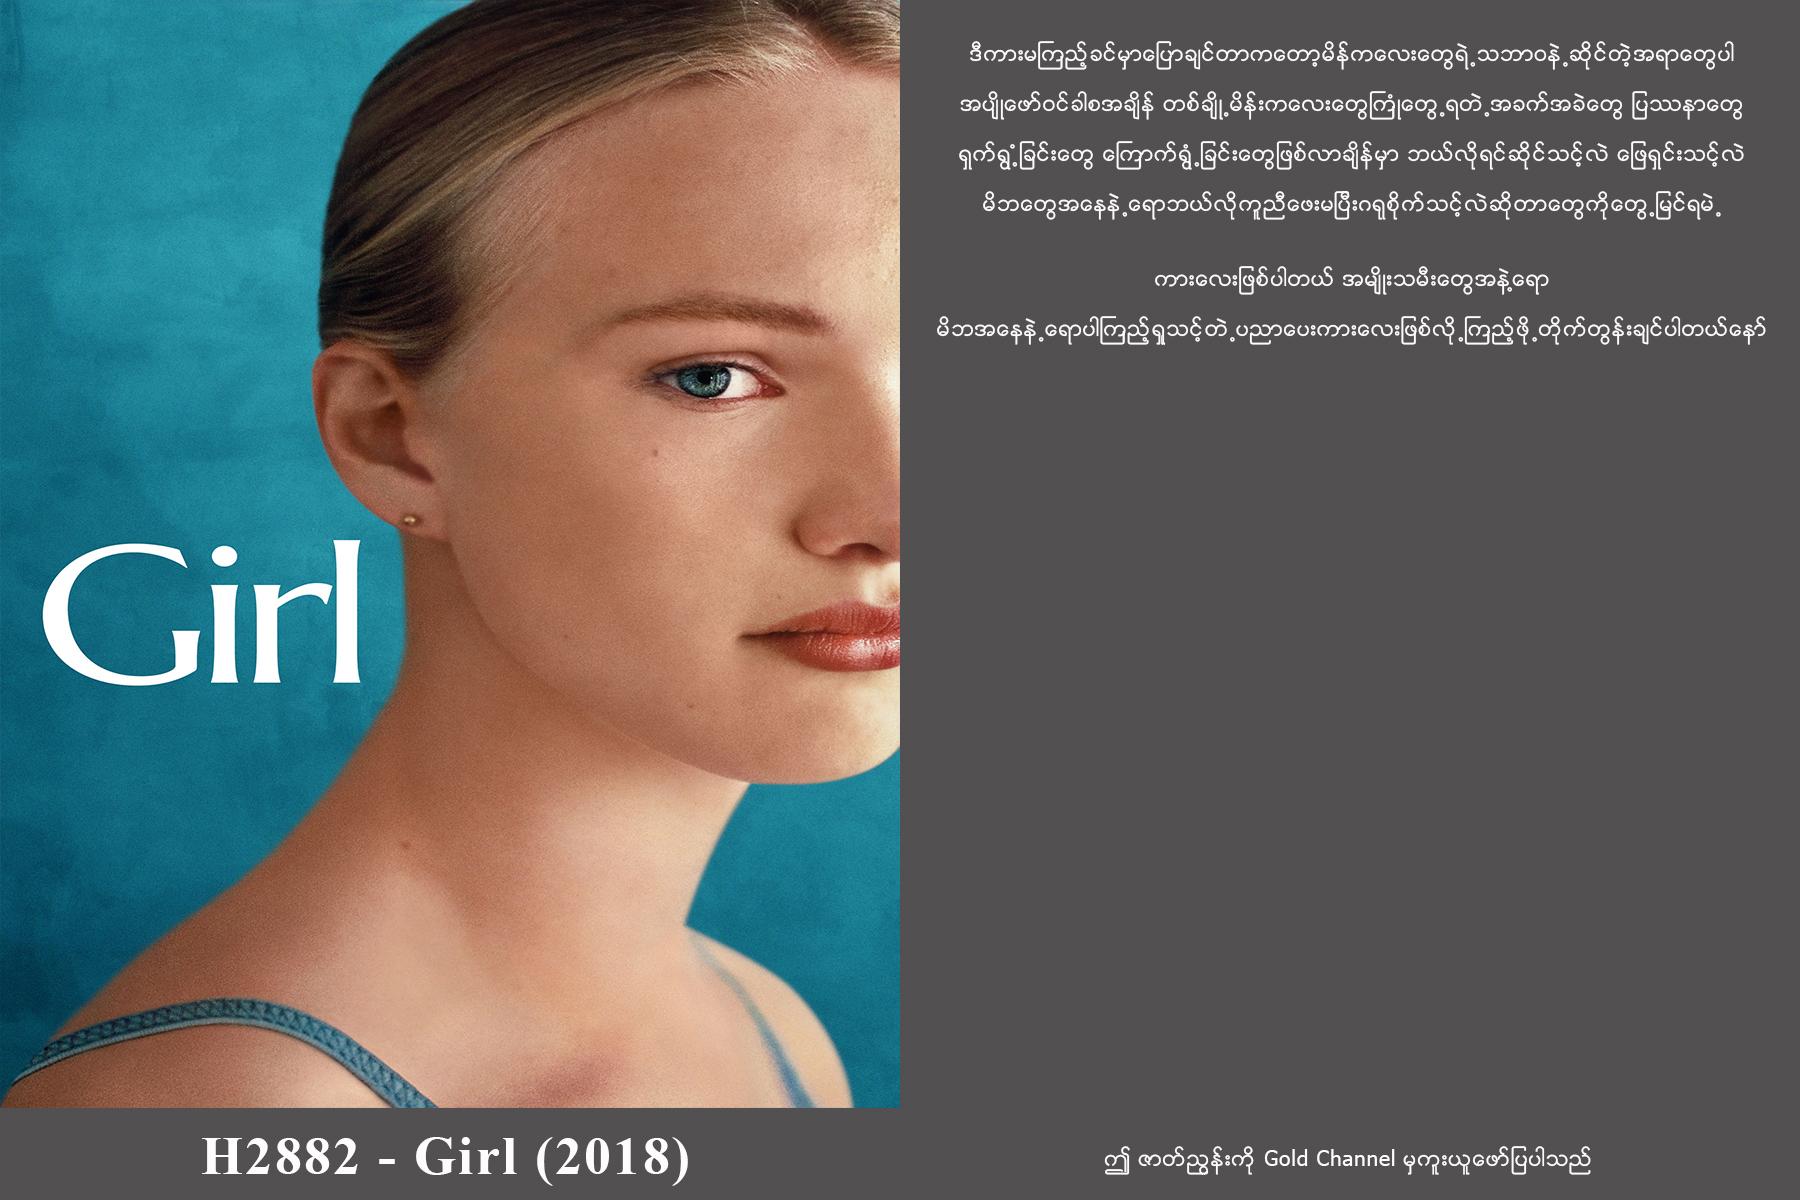 Girl
H2882 - Girl (2018)
ဒီကားမကြည့်ခင်မှာပြောချင်တာကတော့မိန်ကလေးတွေရဲ့သဘာဝနဲ့ဆိုင်တဲ့အရာတွေပါ
အပျိုဖော်ဝင်ခါစအချိန် တစ်ချို့မိန်းကလေးတွေကြုံတွေ့ရတဲ့အခက်အခဲတွေ ပြဿနာတွေ
ရှက်ရွံ့ခြင်းတွေ ကြောက်ရွံ့ခြင်းတွေဖြစ်လာချိန်မှာ ဘယ်လိုရင်ဆိုင်သင့်လဲ ဖြေရှင်းသင့်လဲ
မိဘတွေအနေနဲ့ရောဘယ်လိုကူညီဖေးမပြီးဂရုစိုက်သင့်လဲဆိုတာတွေကိုတွေ့မြင်ရမဲ့
ကားလေးဖြစ်ပါတယ် အမျိုးသမီးတွေအနဲ့ရော
မိဘအနေနဲ့ရောပါကြည့်ရှုသင့်တဲ့ပညာပေးကားလေးဖြစ်လို့ကြည့်ဖို့တိုက်တွန်းချင်ပါတယ်နော်
ဤ ဇာတ်ညွှန်းကို Gold Channel မှကူးယူဖော်ပြပါသည်